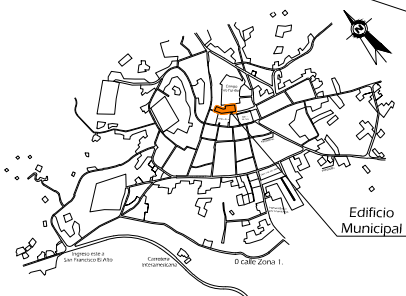 N
Edificio
Municipal
Ingreso este a
San Francisco El Alto
Carretera
Interamericana
0 calle Zona 1.